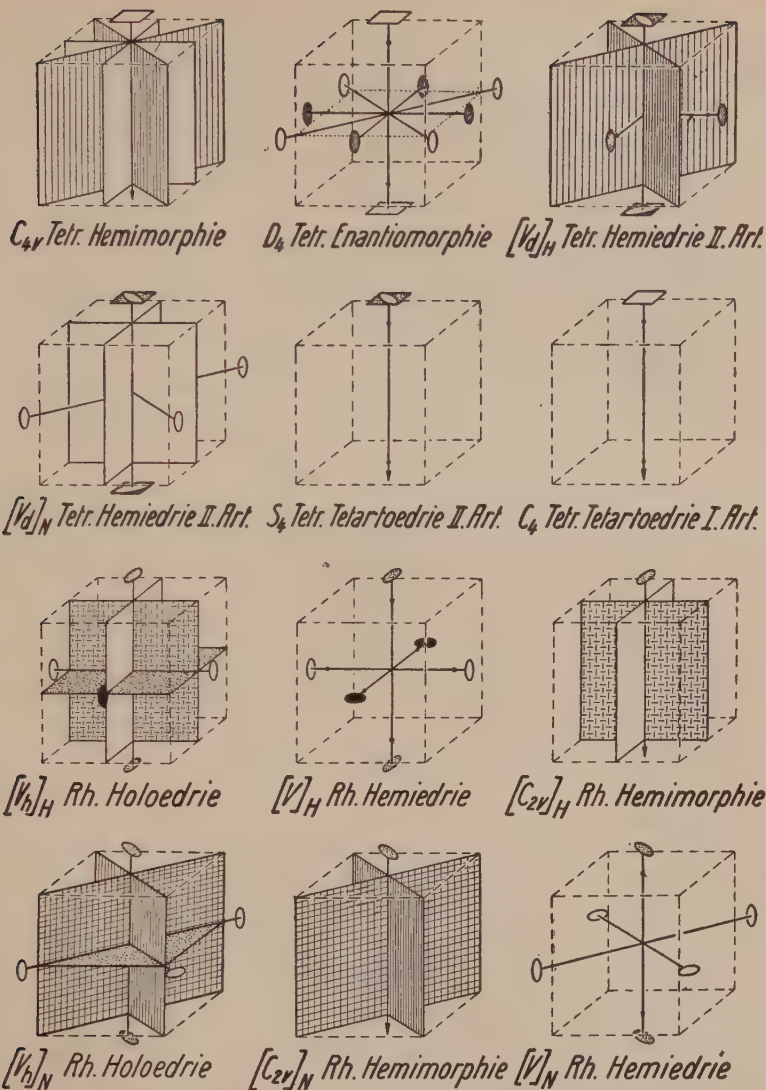 C4v Tetr. Hemimorphie D4 Tetr. Enantiomorphie [Vd]H Tetr. Hemiedrie II. Art.
[Vd]N Tetr. Hemiedrie II. Art. S4 Tetr. Tetartoedrie II. Art. C4 Tetr. Tetartoedrie I. Art
[Vh]H Rh. Holoedrie [V]H Rh. Hemiedrie [C2v]H Rh. Hemimorphie
[Vh]N Rh. Holoedrie [C2v]N Rh. Hemimorphie [V]N Rh. Hemiedrie